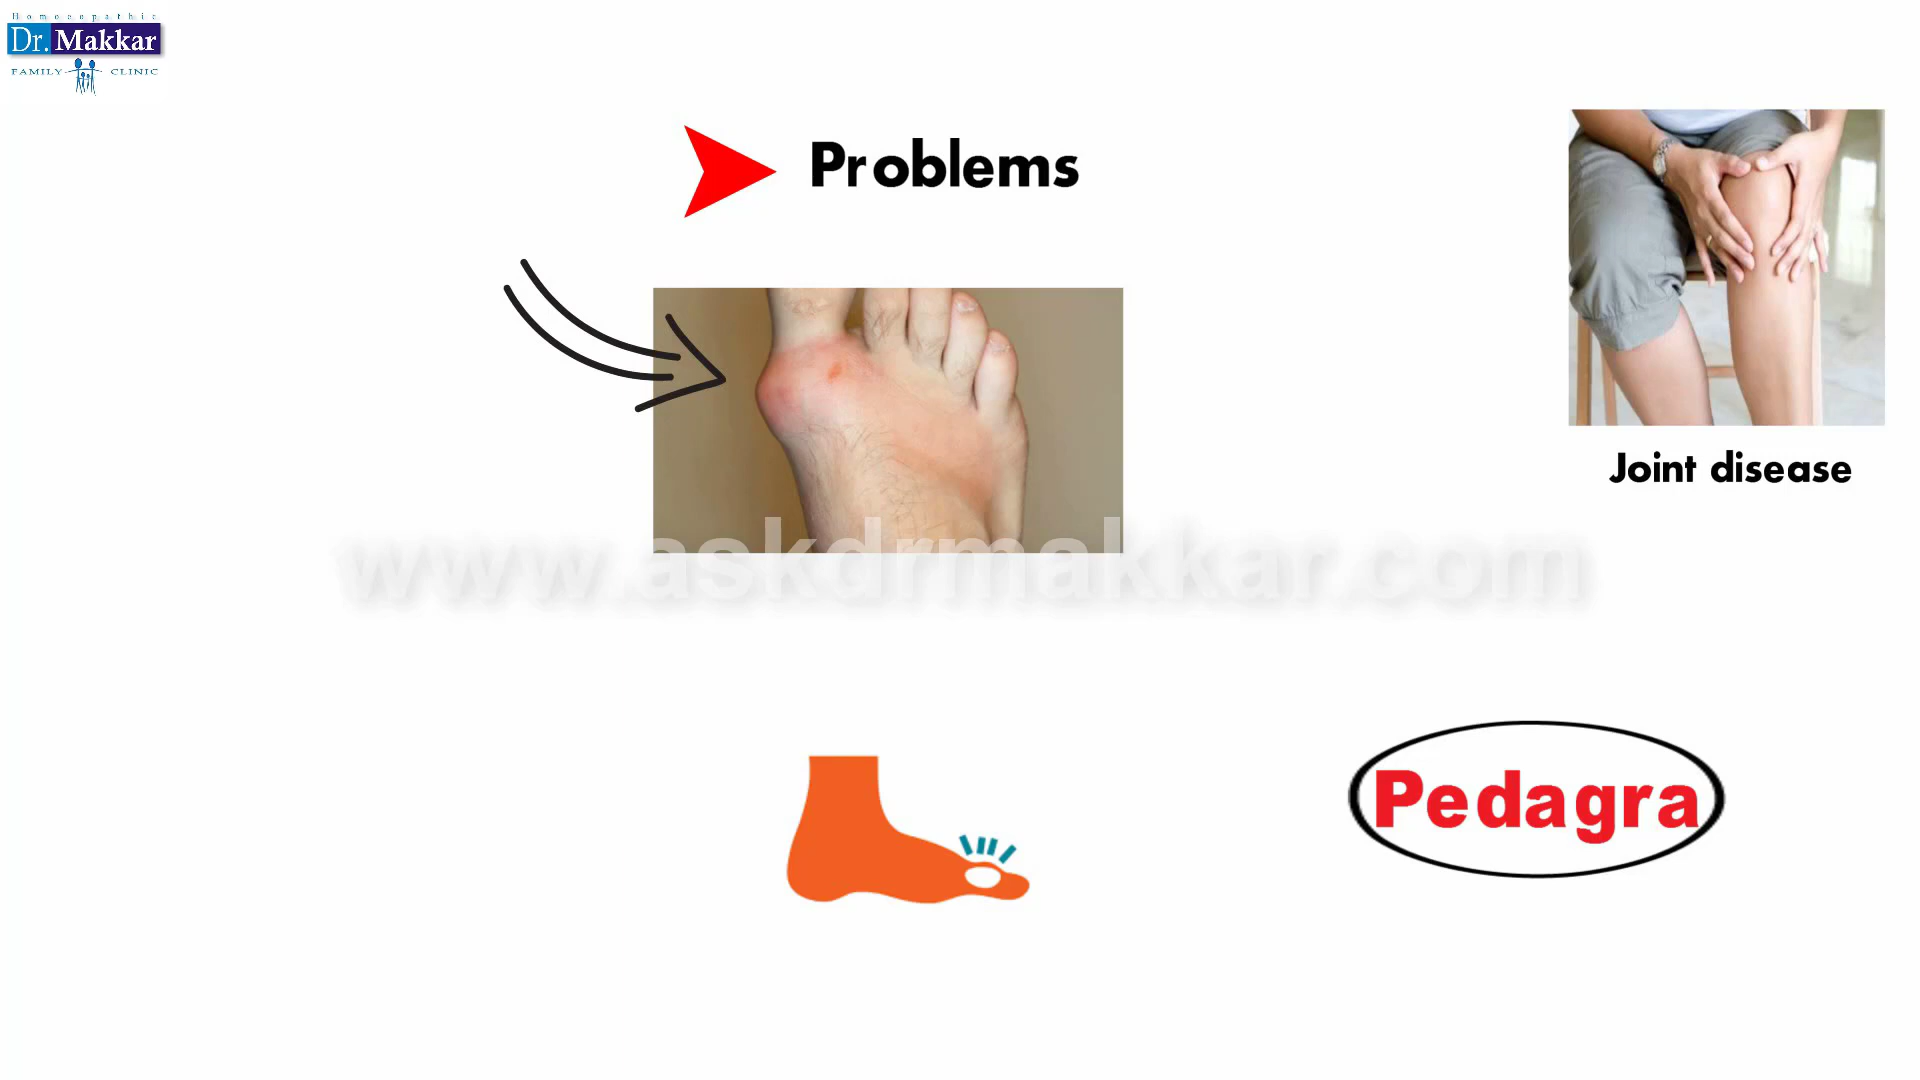 Homoeopathic
Dr. Makkar
FAMILY CLINIC
Problems
Joint disease
www.askdrmakkar.com
Pedagra